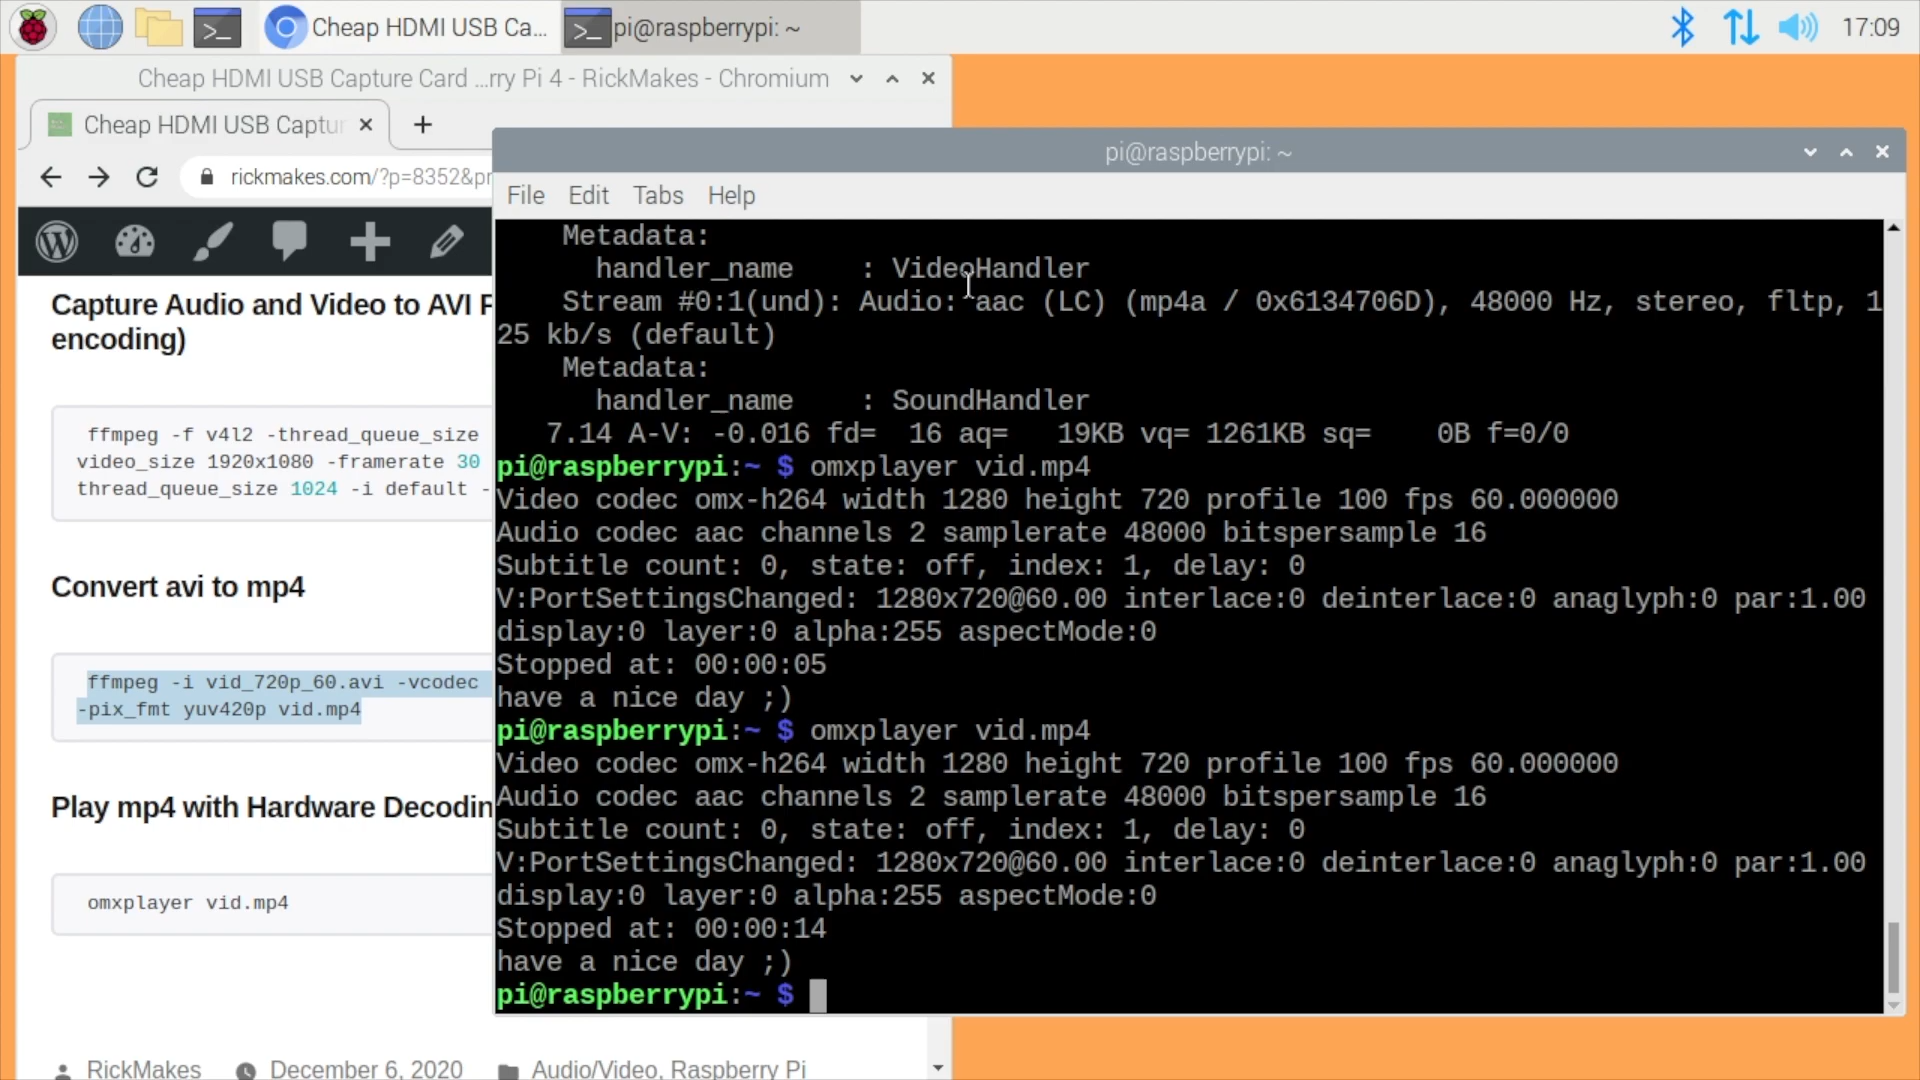 Cheap HDMI USB Ca...
pi@raspberrypi: ~
17:09
Cheap HDMI USB Capture Card ...rry Pi 4 - RickMakes - Chromium
Cheap HDMI USB Captur
rickmakes.com/?p=8352&pr
Capture Audio and Video to AVI F
encoding)
ffmpeg -f v4l2 -thread_queue_size
video_size 1920x1080 -framerate 30
thread_queue_size 1024 -i default -
Convert avi to mp4
ffmpeg -i vid_720p_60.avi -vcodec
-pix_fmt yuv420p vid.mp4
Play mp4 with Hardware Decodin
omxplayer vid.mp4
RickMakes December 6, 2020 Audio/Video, Raspberry Pi
pi@raspberrypi: ~
File Edit Tabs Help
Metadata:
handler_name    : VideoHandler
Stream #0:1(und): Audio: aac (LC) (mp4a / 0x6134706D), 48000 Hz, stereo, fltp, 1
25 kb/s (default)
Metadata:
handler_name    : SoundHandler
7.14 A-V: -0.016 fd=  16 aq=   19KB vq= 1261KB sq=    0B f=0/0
pi@raspberrypi:~ $ omxplayer vid.mp4
Video codec omx-h264 width 1280 height 720 profile 100 fps 60.000000
Audio codec aac channels 2 samplerate 48000 bitspersample 16
Subtitle count: 0, state: off, index: 1, delay: 0
V:PortSettingsChanged: 1280x720@60.00 interlace:0 deinterlace:0 anaglyph:0 par:1.00
display:0 layer:0 alpha:255 aspectMode:0
Stopped at: 00:00:05
have a nice day ;)
pi@raspberrypi:~ $ omxplayer vid.mp4
Video codec omx-h264 width 1280 height 720 profile 100 fps 60.000000
Audio codec aac channels 2 samplerate 48000 bitspersample 16
Subtitle count: 0, state: off, index: 1, delay: 0
V:PortSettingsChanged: 1280x720@60.00 interlace:0 deinterlace:0 anaglyph:0 par:1.00
display:0 layer:0 alpha:255 aspectMode:0
Stopped at: 00:00:14
have a nice day ;)
pi@raspberrypi:~ $